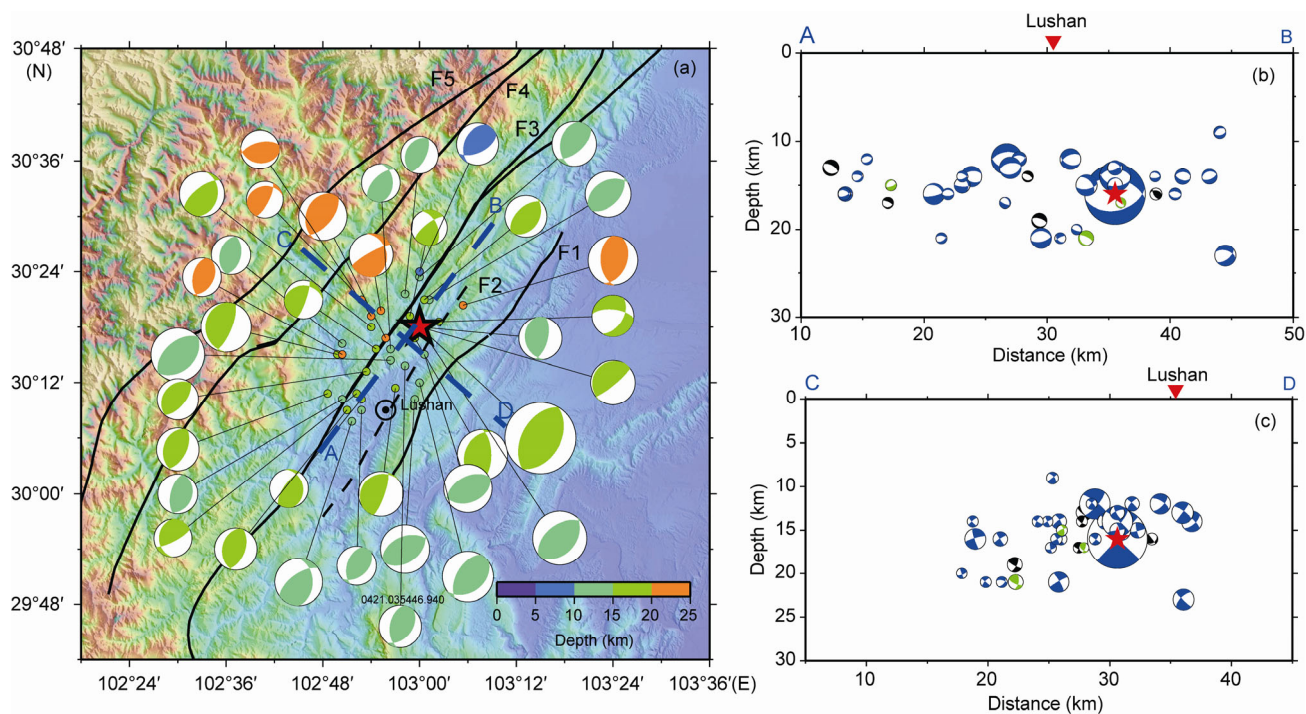 30°48′
(N)
30°36′
30°24′
30°12′
30°00′
29°48′
102°24′
102°36′
102°48′
103°00′
103°12′
103°24′
103°36′(E)
(a)
F5
F4
F3
F1
F2
B
C
D
A
Lushan
0421.035446.940
0
5
10
15
20
25
Depth (km)
Lushan
A
B
(b)
0
10
20
30
Depth (km)
10
20
30
40
50
Distance (km)
Lushan
C
D
(c)
0
5
10
15
20
25
30
Depth (km)
10
20
30
40
Distance (km)